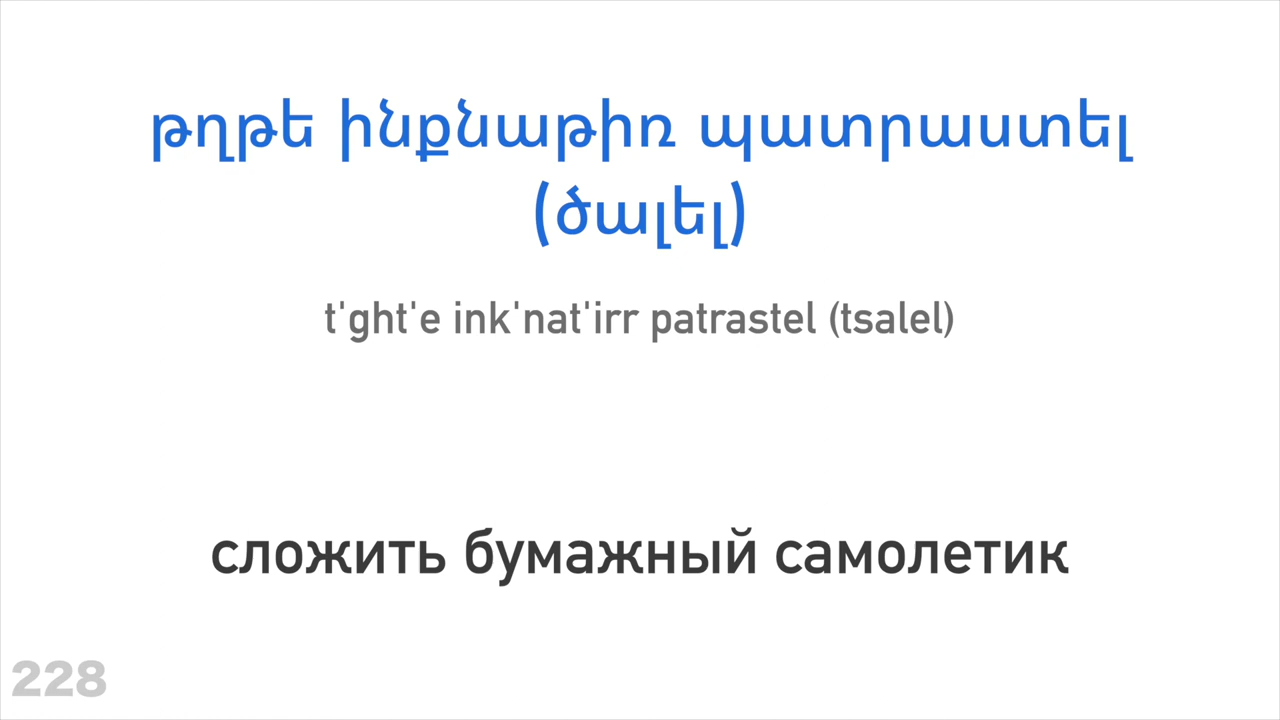 թղթե ինքնաթիռ պատրաստել
(ծալել)
t'ght'e ink'nat'irr patrastel (tsalel)
сложить бумажный самолетик
228